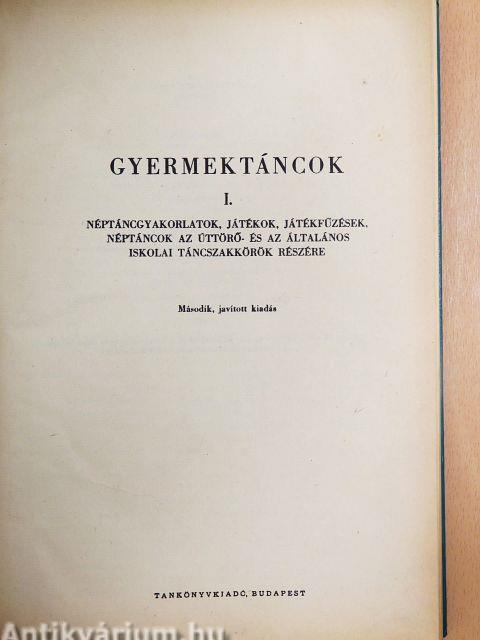 GYERMEKTÁNCOK
I.
NÉPTÁNCGYAKORLATOK, JÁTÉKOK, JÁTÉKFŰZÉSEK,
NÉPTÁNCOK AZ ÚTTÖRŐ- ÉS AZ ÁLTALÁNOS
ISKOLAI TÁNCSZAKKÖRÖK RÉSZÉRE
Második, javított kiadás
TANKÖNYVKIADÓ, BUDAPEST
Antikvárium.hu